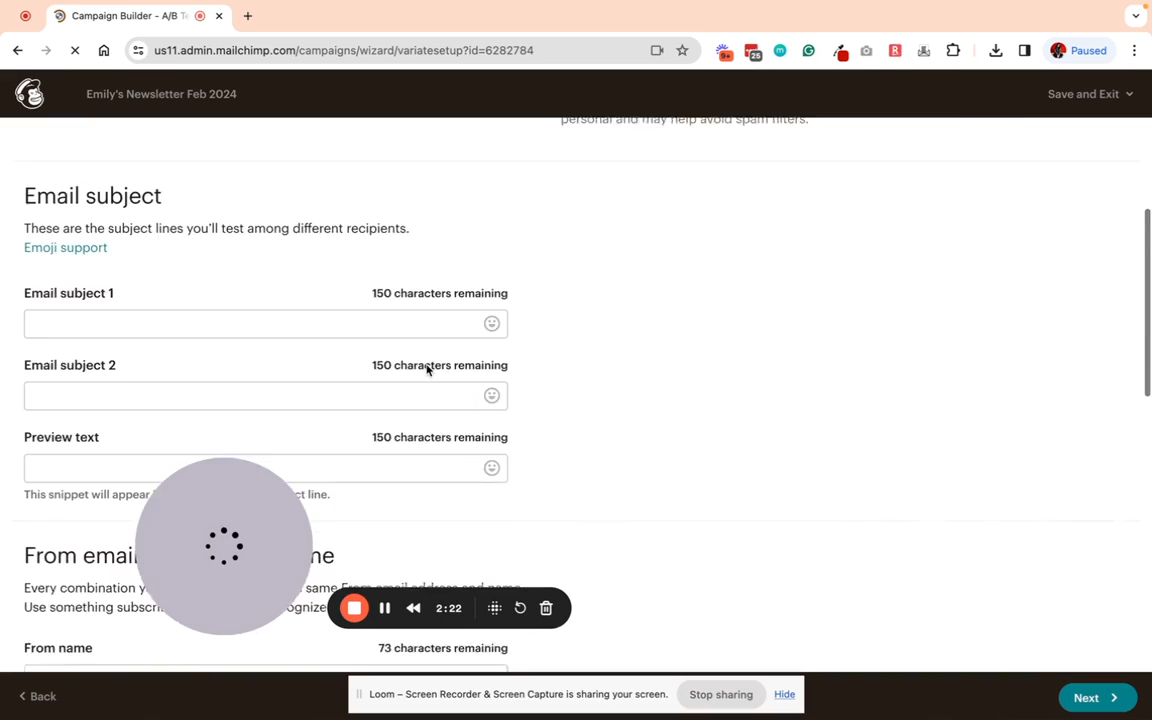 Campaign Builder - A/B Te
us11.admin.mailchimp.com/campaigns/wizard/variatesetup?id=6282784
9+
25
R
Paused
Emily's Newsletter Feb 2024
Save and Exit
personal and may help avoid spam filters.
Email subject
These are the subject lines you'll test among different recipients.
Emoji support
Email subject 1
150 characters remaining
Email subject 2
150 characters remaining
Preview text
150 characters remaining
This snippet will appear ct line.
From emai me
Every combination y same From email address and name.
Use something subscri ognize
2:22
From name
73 characters remaining
Back
Loom – Screen Recorder & Screen Capture is sharing your screen.
Stop sharing
Hide
Next